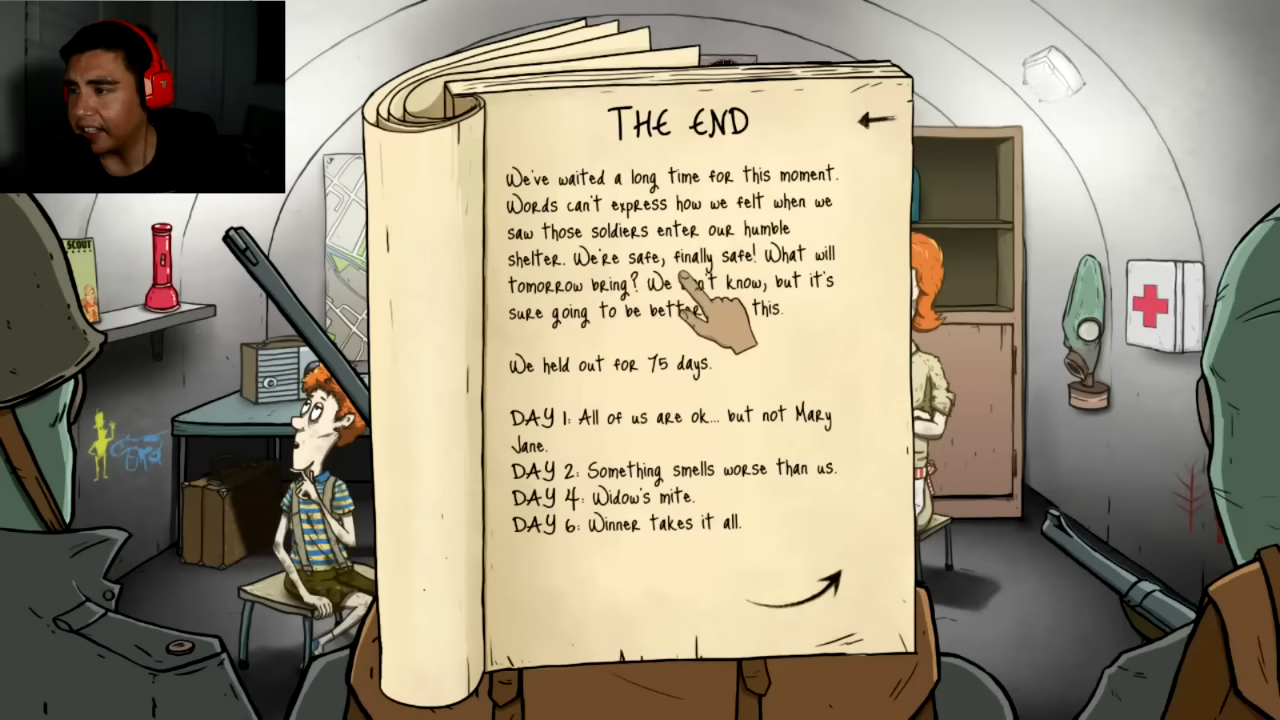 SCOUT
THE END
We've waited a long time for this moment.
Words can't express how we felt when we
saw those soldiers enter our humble
shelter. We're safe, finally safe! What will
tomorrow bring? We know, but it's
sure going to be this.
We held out for 75 days.
DAY 1: All of us are ok... but not Mary
Jane.
DAY 2: Something smells worse than us.
DAY 4: Widow's mite.
DAY 6: Winner takes it all.